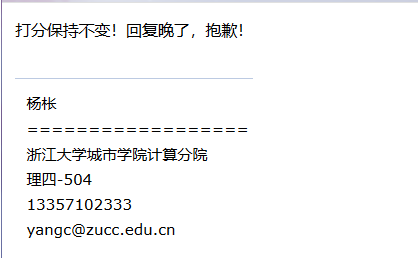 打分保持不变！回复晚了，抱歉！
杨枨
===================
浙江大学城市学院计算分院
理四-504
13357102333
yangc@zucc.edu.cn